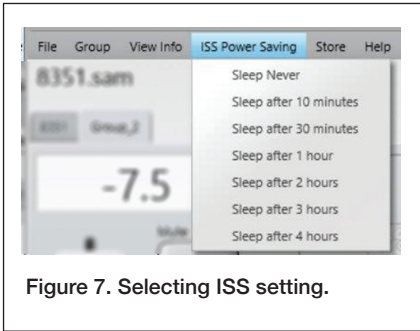 File Group View Info ISS Power Saving Store Help
8351.sam
Sleep Never
Sleep after 10 minutes
8351 Group_2
Sleep after 30 minutes
Sleep after 1 hour
-7.5
Sleep after 2 hours
Sleep after 3 hours
Mute
Sleep after 4 hours
Figure 7. Selecting ISS setting.